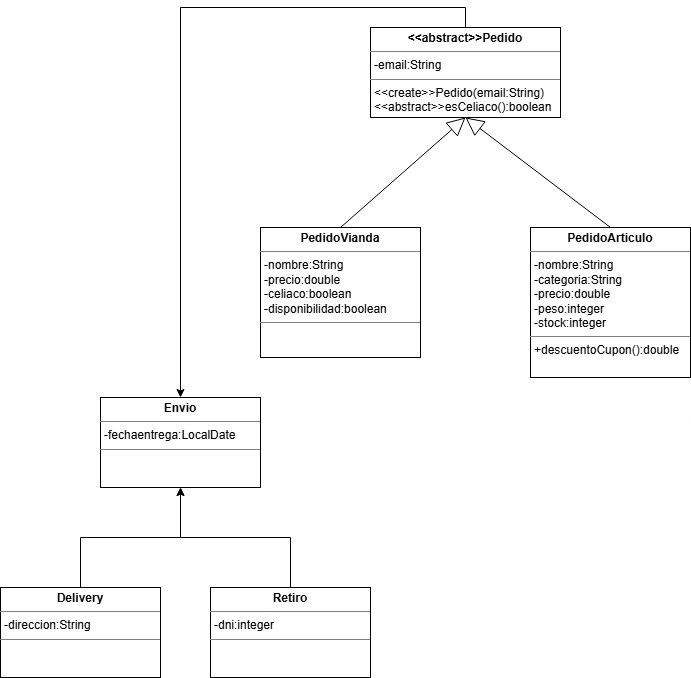 <<abstract>>Pedido
-email:String
<<create>>Pedido(email:String)
<<abstract>>esCeliaco():boolean
PedidoVianda
-nombre:String
-precio:double
-celiaco:boolean
-disponibilidad:boolean
PedidoArticulo
-nombre:String
-categoria:String
-precio:double
-peso:integer
-stock:integer
+descuentoCupon():double
Envio
-fechaentrega:LocalDate
Delivery
-direccion:String
Retiro
-dni:integer